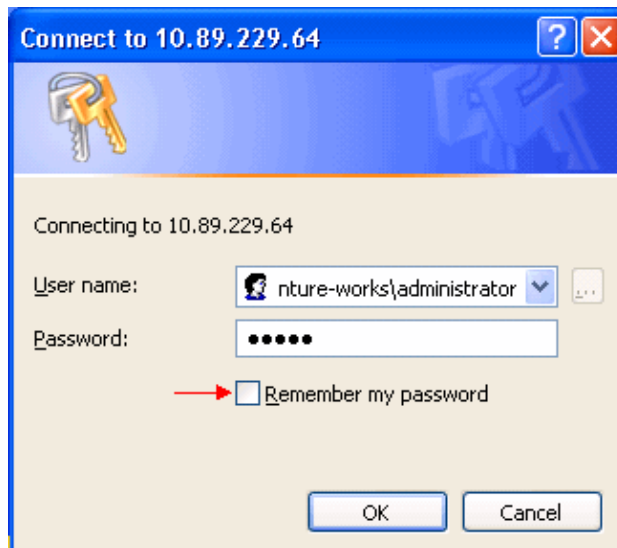 Connect to 10.89.229.64
Connecting to 10.89.229.64
User name: nture-works\administrator ...
Password: •••••
Remember my password
OK Cancel